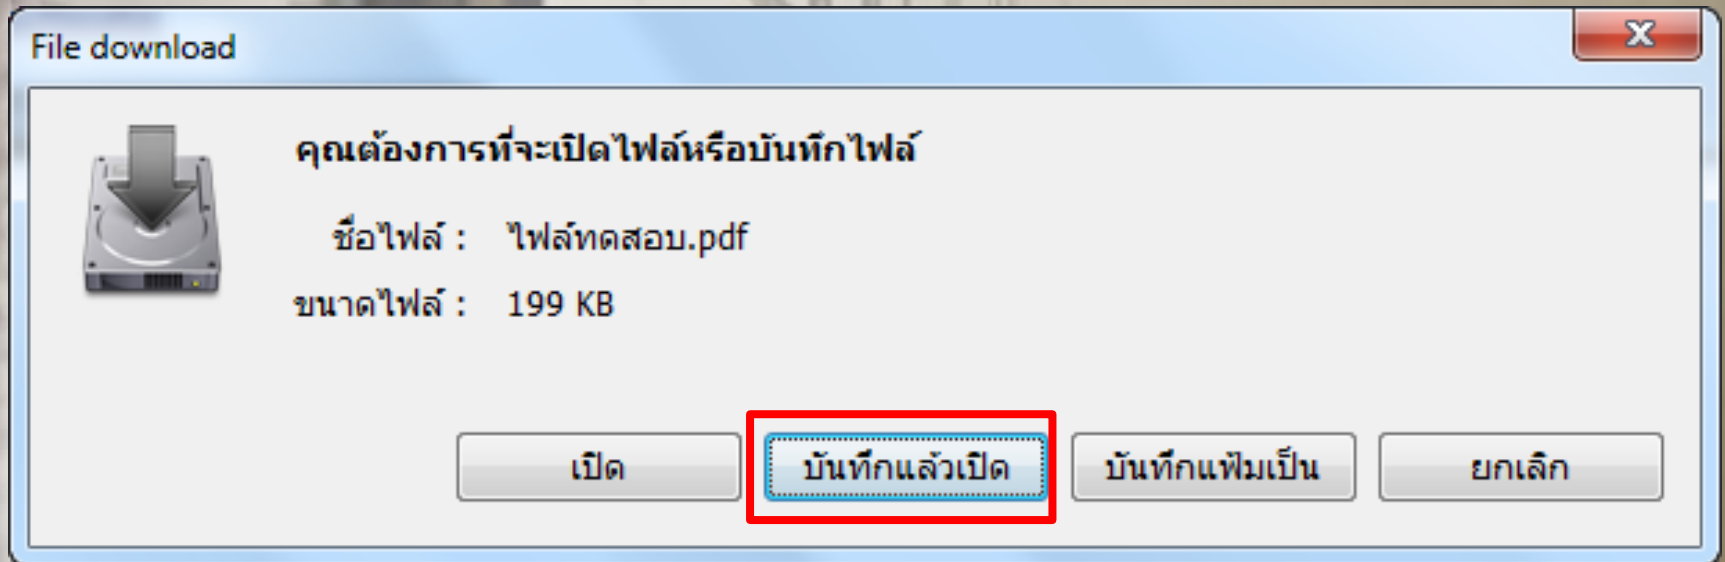 File download
คุณต้องการที่จะเปิดไฟล์หรือบันทึกไฟล์
ชื่อไฟล์ : ไฟล์ทดสอบ.pdf
ขนาดไฟล์ : 199 KB
เปิด บันทึกแล้วเปิด บันทึกแฟ้มเป็น ยกเลิก